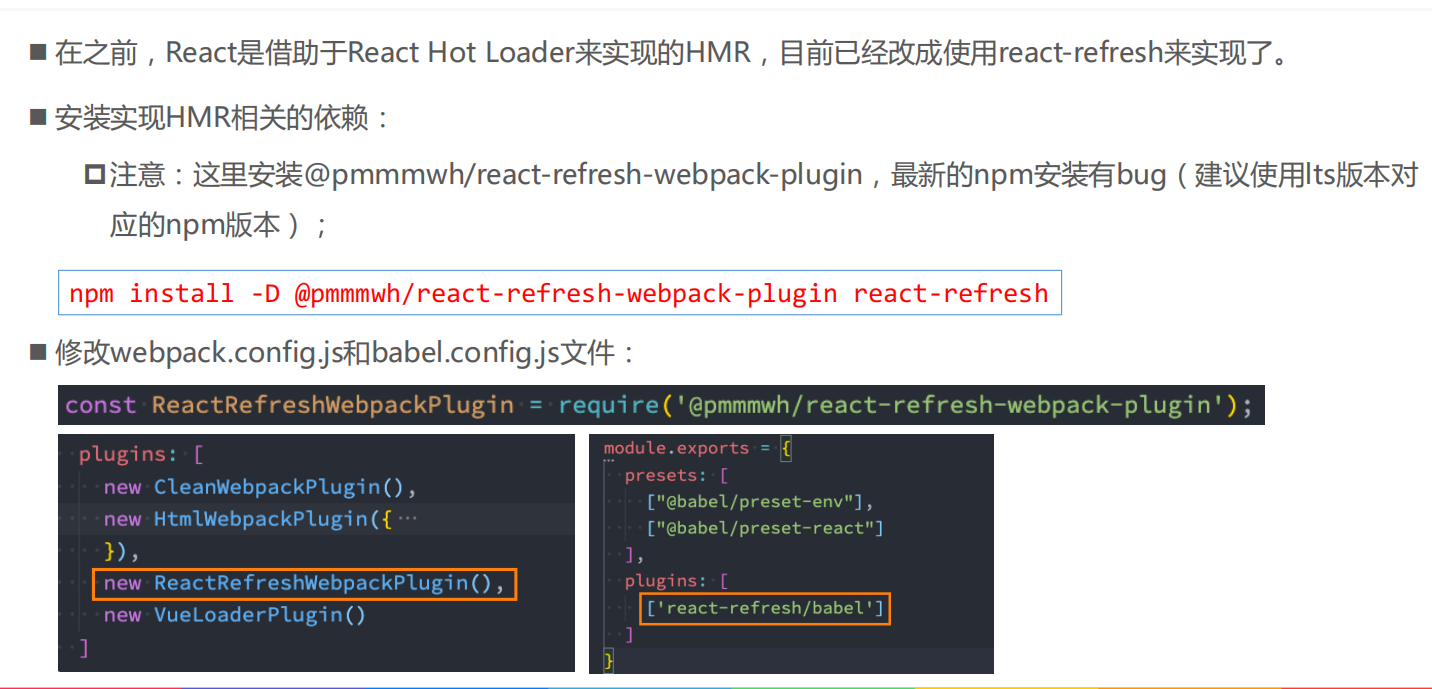 ■ 在之前，React是借助于React Hot Loader来实现的HMR，目前已经改成使用react-refresh来实现了。
■ 安装实现HMR相关的依赖：
注意：这里安装@pmmmwh/react-refresh-webpack-plugin，最新的npm安装有bug（建议使用lts版本对
应的npm版本）；
npm install -D @pmmmwh/react-refresh-webpack-plugin react-refresh
■ 修改webpack.config.js和babel.config.js文件：
const ReactRefreshWebpackPlugin = require('@pmmmwh/react-refresh-webpack-plugin');
plugins: [
new CleanWebpackPlugin(),
new HtmlWebpackPlugin({ ···
}),
new ReactRefreshWebpackPlugin(),
new VueLoaderPlugin()
]
module.exports = {
presets: [
["@babel/preset-env"],
["@babel/preset-react"]
],
plugins: [
['react-refresh/babel']
]
}